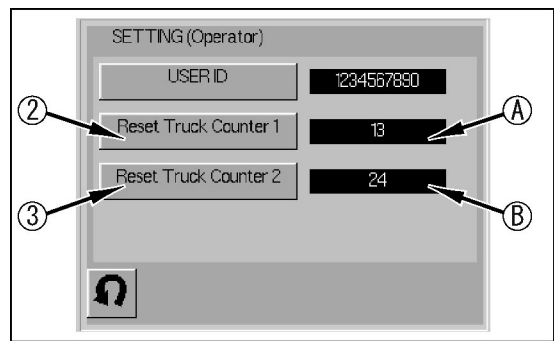 SETTING (Operator)
USER ID 1234567890
② Reset Truck Counter 1 13 Ⓐ
③ Reset Truck Counter 2 24 Ⓑ